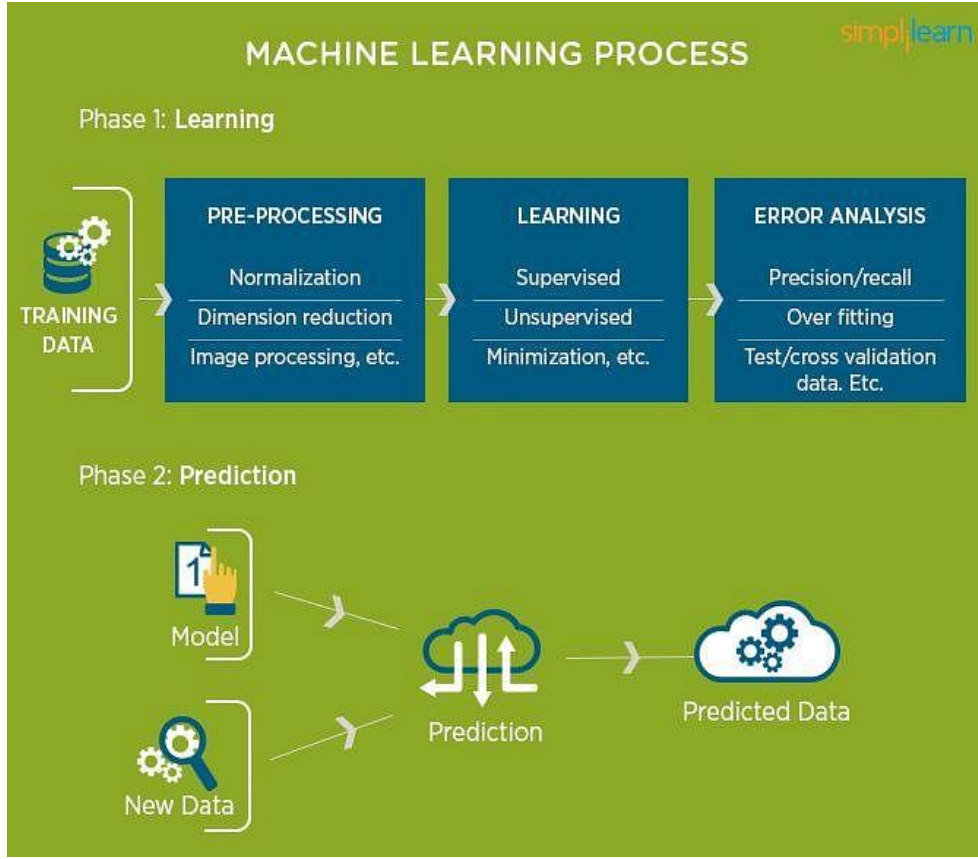 simplilearn
MACHINE LEARNING PROCESS
Phase 1: Learning
TRAINING
DATA
PRE-PROCESSING
Normalization
Dimension reduction
Image processing, etc.
LEARNING
Supervised
Unsupervised
Minimization, etc.
ERROR ANALYSIS
Precision/recall
Over fitting
Test/cross validation
data. Etc.
Phase 2: Prediction
1
Model
New Data
Prediction
Predicted Data